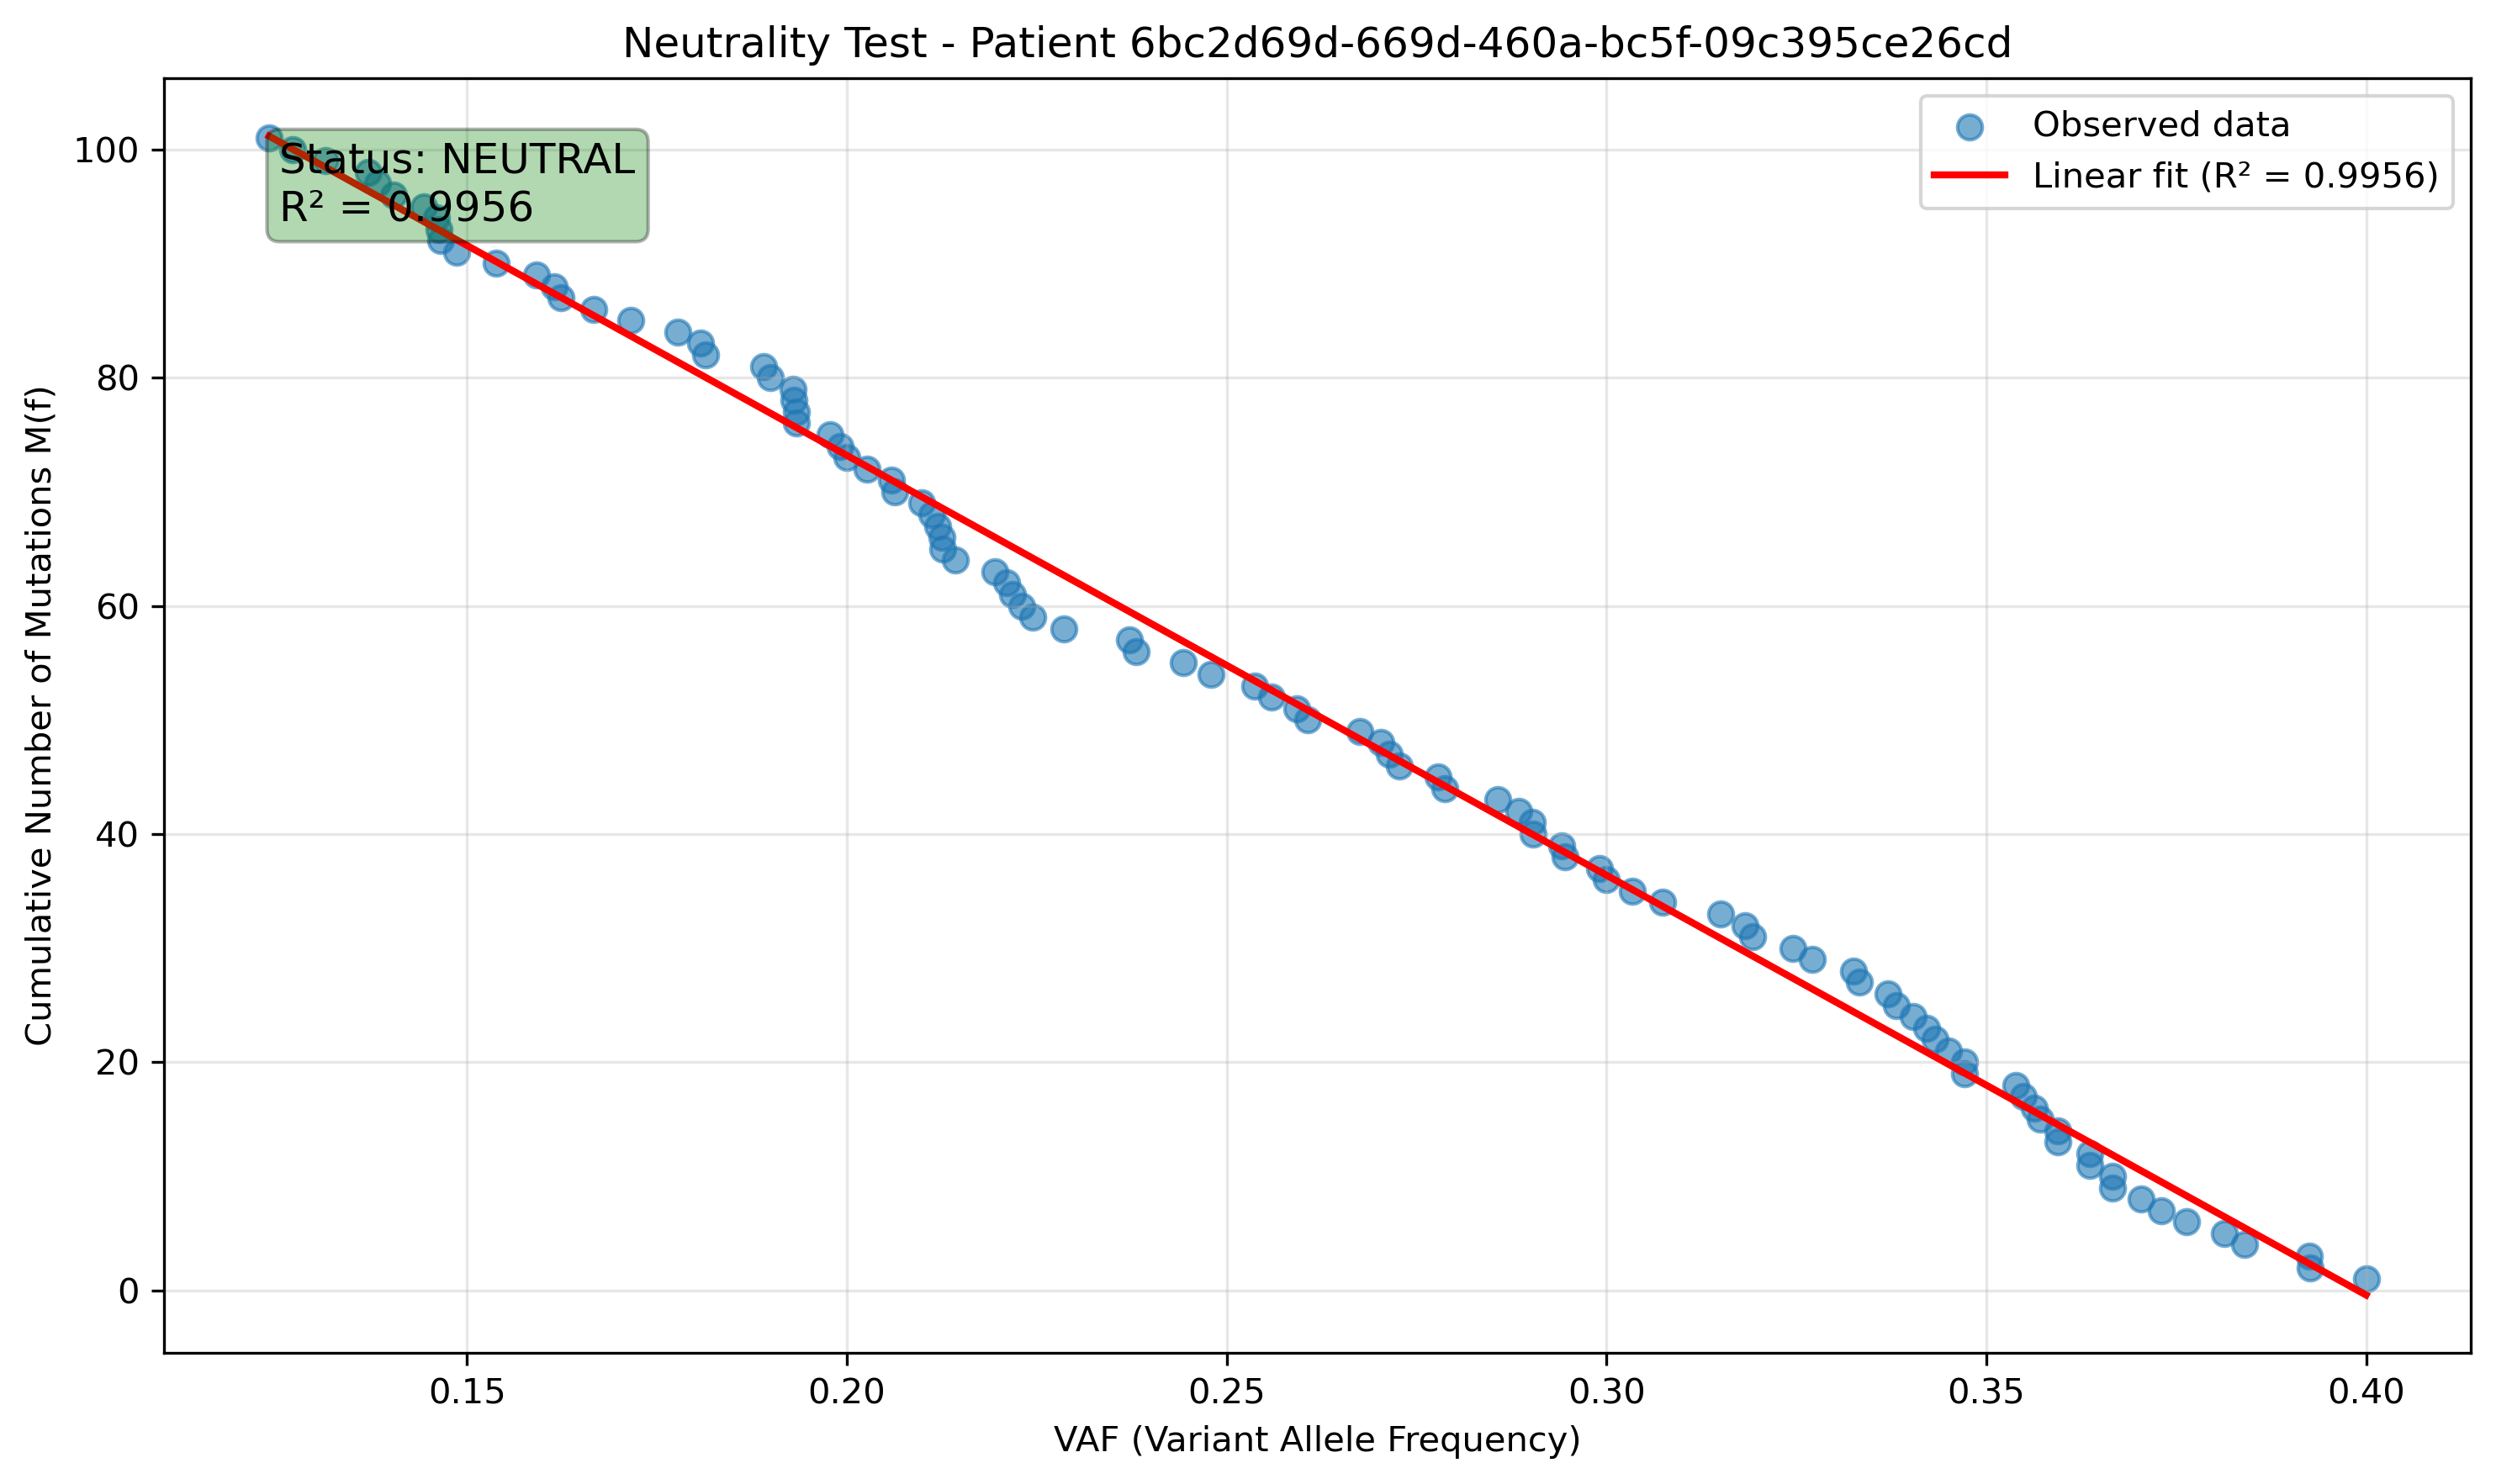 Neutrality Test - Patient 6bc2d69d-669d-460a-bc5f-09c395ce26cd
Observed data
Linear fit (R² = 0.9956)
Status: NEUTRAL
R² = 0.9956
Cumulative Number of Mutations M(f)
100
80
60
40
20
0
0.15
0.20
0.25
0.30
0.35
0.40
VAF (Variant Allele Frequency)